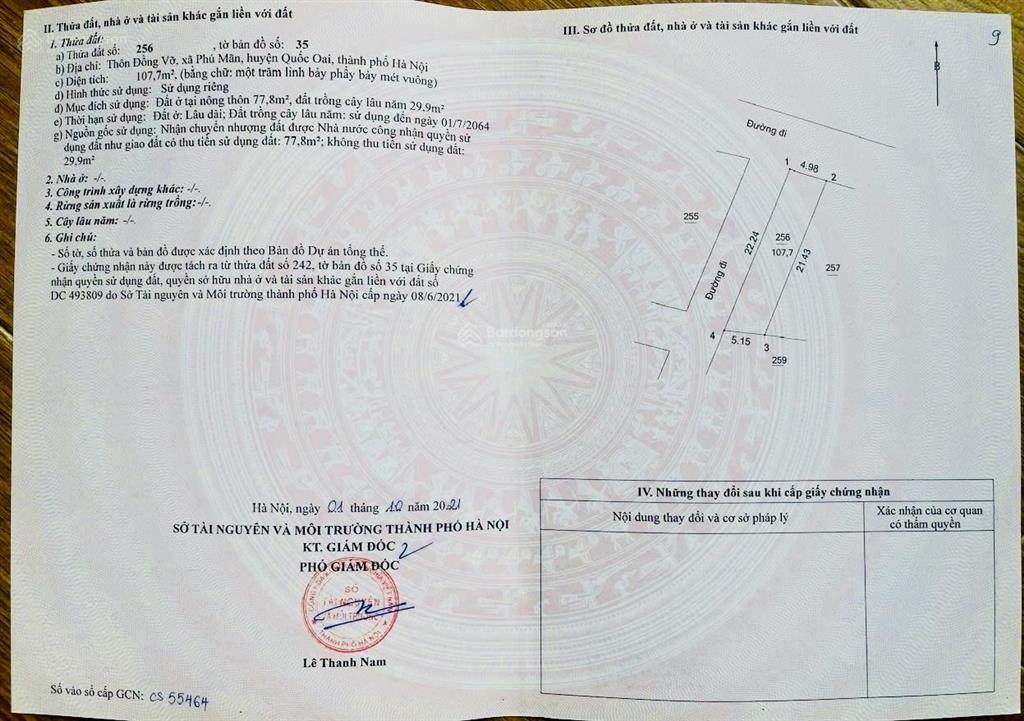 II. Thửa đất, nhà ở và tài sản khác gắn liền với đất
1. Thửa đất:
a) Thửa đất số: 256 , tờ bản đồ số: 35
b) Địa chỉ: Thôn Đồng Vỡ, xã Phú Mãn, huyện Quốc Oai, thành phố Hà Nội
c) Diện tích: 107,7m², (bằng chữ: một trăm linh bảy phẩy bảy mét vuông)
d) Hình thức sử dụng: Sử dụng riêng
đ) Mục đích sử dụng: Đất ở tại nông thôn 77,8m², đất trồng cây lâu năm 29,9m²
e) Thời hạn sử dụng: Đất ở: Lâu dài; Đất trồng cây lâu năm: sử dụng đến ngày 01/7/2064
g) Nguồn gốc sử dụng: Nhận chuyển nhượng đất được Nhà nước công nhận quyền sử
dụng đất như giao đất có thu tiền sử dụng đất: 77,8m²; không thu tiền sử dụng đất:
29,9m²
2. Nhà ở: -/-.
3. Công trình xây dựng khác: -/-.
4. Rừng sản xuất là rừng trồng:-/-.
5. Cây lâu năm: -/-.
6. Ghi chú:
- Số tờ, số thửa và bản đồ được xác định theo Bản đồ Dự án tổng thể.
- Giấy chứng nhận này được tách ra từ thửa đất số 242, tờ bản đồ số 35 tại Giấy chứng
nhận quyền sử dụng đất, quyền sở hữu nhà ở và tài sản khác gắn liền với đất số
DC 493809 do Sở Tài nguyên và Môi trường thành phố Hà Nội cấp ngày 08/6/2021
Hà Nội, ngày 01 tháng 10 năm 2021
SỞ TÀI NGUYÊN VÀ MÔI TRƯỜNG THÀNH PHỐ HÀ NỘI
KT. GIÁM ĐỐC
PHÓ GIÁM ĐỐC
SỞ
TÀI NGUYÊN
VÀ MÔI TRƯỜNG
THÀNH PHỐ HÀ NỘI
Lê Thanh Nam
Số vào sổ cấp GCN: CS 55464
III. Sơ đồ thửa đất, nhà ở và tài sản khác gắn liền với đất
9
B
Đường đi
1
4.98
2
255
22.24
256
107,7
21.43
257
Đường đi
4
5.15
3
259
Batdongsan
IV. Những thay đổi sau khi cấp giấy chứng nhận
Nội dung thay đổi và cơ sở pháp lý
Xác nhận của cơ quan
có thẩm quyền